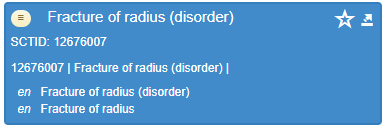 Fracture of radius (disorder)
SCTID: 12676007
12676007 | Fracture of radius (disorder) |
en Fracture of radius (disorder)
en Fracture of radius